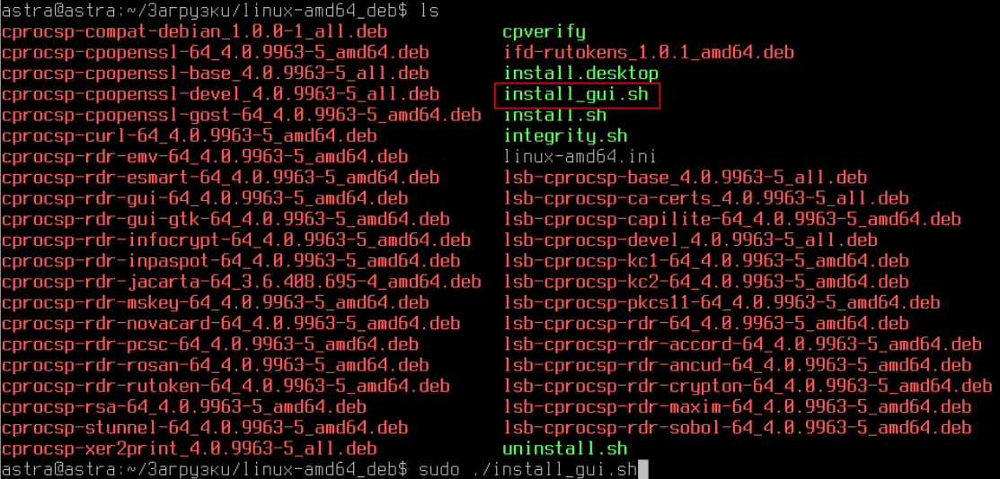 astra@astra:~/Загрузки/linux-amd64_deb$ ls
cprocsp-compat-debian_1.0.0-1_all.deb cpverify
cprocsp-cpopenssl-64_4.0.9963-5_amd64.deb ifd-rutokens_1.0.1_amd64.deb
cprocsp-cpopenssl-base_4.0.9963-5_all.deb install.desktop
cprocsp-cpopenssl-devel_4.0.9963-5_all.deb install_gui.sh
cprocsp-cpopenssl-gost-64_4.0.9963-5_amd64.deb install.sh
cprocsp-curl-64_4.0.9963-5_amd64.deb integrity.sh
cprocsp-rdr-emv-64_4.0.9963-5_amd64.deb linux-amd64.ini
cprocsp-rdr-esmart-64_4.0.9963-5_amd64.deb lsb-cprocsp-base_4.0.9963-5_all.deb
cprocsp-rdr-gui-64_4.0.9963-5_amd64.deb lsb-cprocsp-ca-certs_4.0.9963-5_all.deb
cprocsp-rdr-gui-gtk-64_4.0.9963-5_amd64.deb lsb-cprocsp-capilite-64_4.0.9963-5_amd64.deb
cprocsp-rdr-infocrypt-64_4.0.9963-5_amd64.deb lsb-cprocsp-devel_4.0.9963-5_all.deb
cprocsp-rdr-inpaspot-64_4.0.9963-5_amd64.deb lsb-cprocsp-kc1-64_4.0.9963-5_amd64.deb
cprocsp-rdr-jacarta-64_3.6.408.695-4_amd64.deb lsb-cprocsp-kc2-64_4.0.9963-5_amd64.deb
cprocsp-rdr-mskey-64_4.0.9963-5_amd64.deb lsb-cprocsp-pkcs11-64_4.0.9963-5_amd64.deb
cprocsp-rdr-novacard-64_4.0.9963-5_amd64.deb lsb-cprocsp-rdr-64_4.0.9963-5_amd64.deb
cprocsp-rdr-pcsc-64_4.0.9963-5_amd64.deb lsb-cprocsp-rdr-accord-64_4.0.9963-5_amd64.deb
cprocsp-rdr-rosan-64_4.0.9963-5_amd64.deb lsb-cprocsp-rdr-ancud-64_4.0.9963-5_amd64.deb
cprocsp-rdr-rutoken-64_4.0.9963-5_amd64.deb lsb-cprocsp-rdr-crypton-64_4.0.9963-5_amd64.deb
cprocsp-rsa-64_4.0.9963-5_amd64.deb lsb-cprocsp-rdr-maxim-64_4.0.9963-5_amd64.deb
cprocsp-stunnel-64_4.0.9963-5_amd64.deb lsb-cprocsp-rdr-sobol-64_4.0.9963-5_amd64.deb
cprocsp-xer2print_4.0.9963-5_all.deb uninstall.sh
astra@astra:~/Загрузки/linux-amd64_deb$ sudo ./install_gui.sh